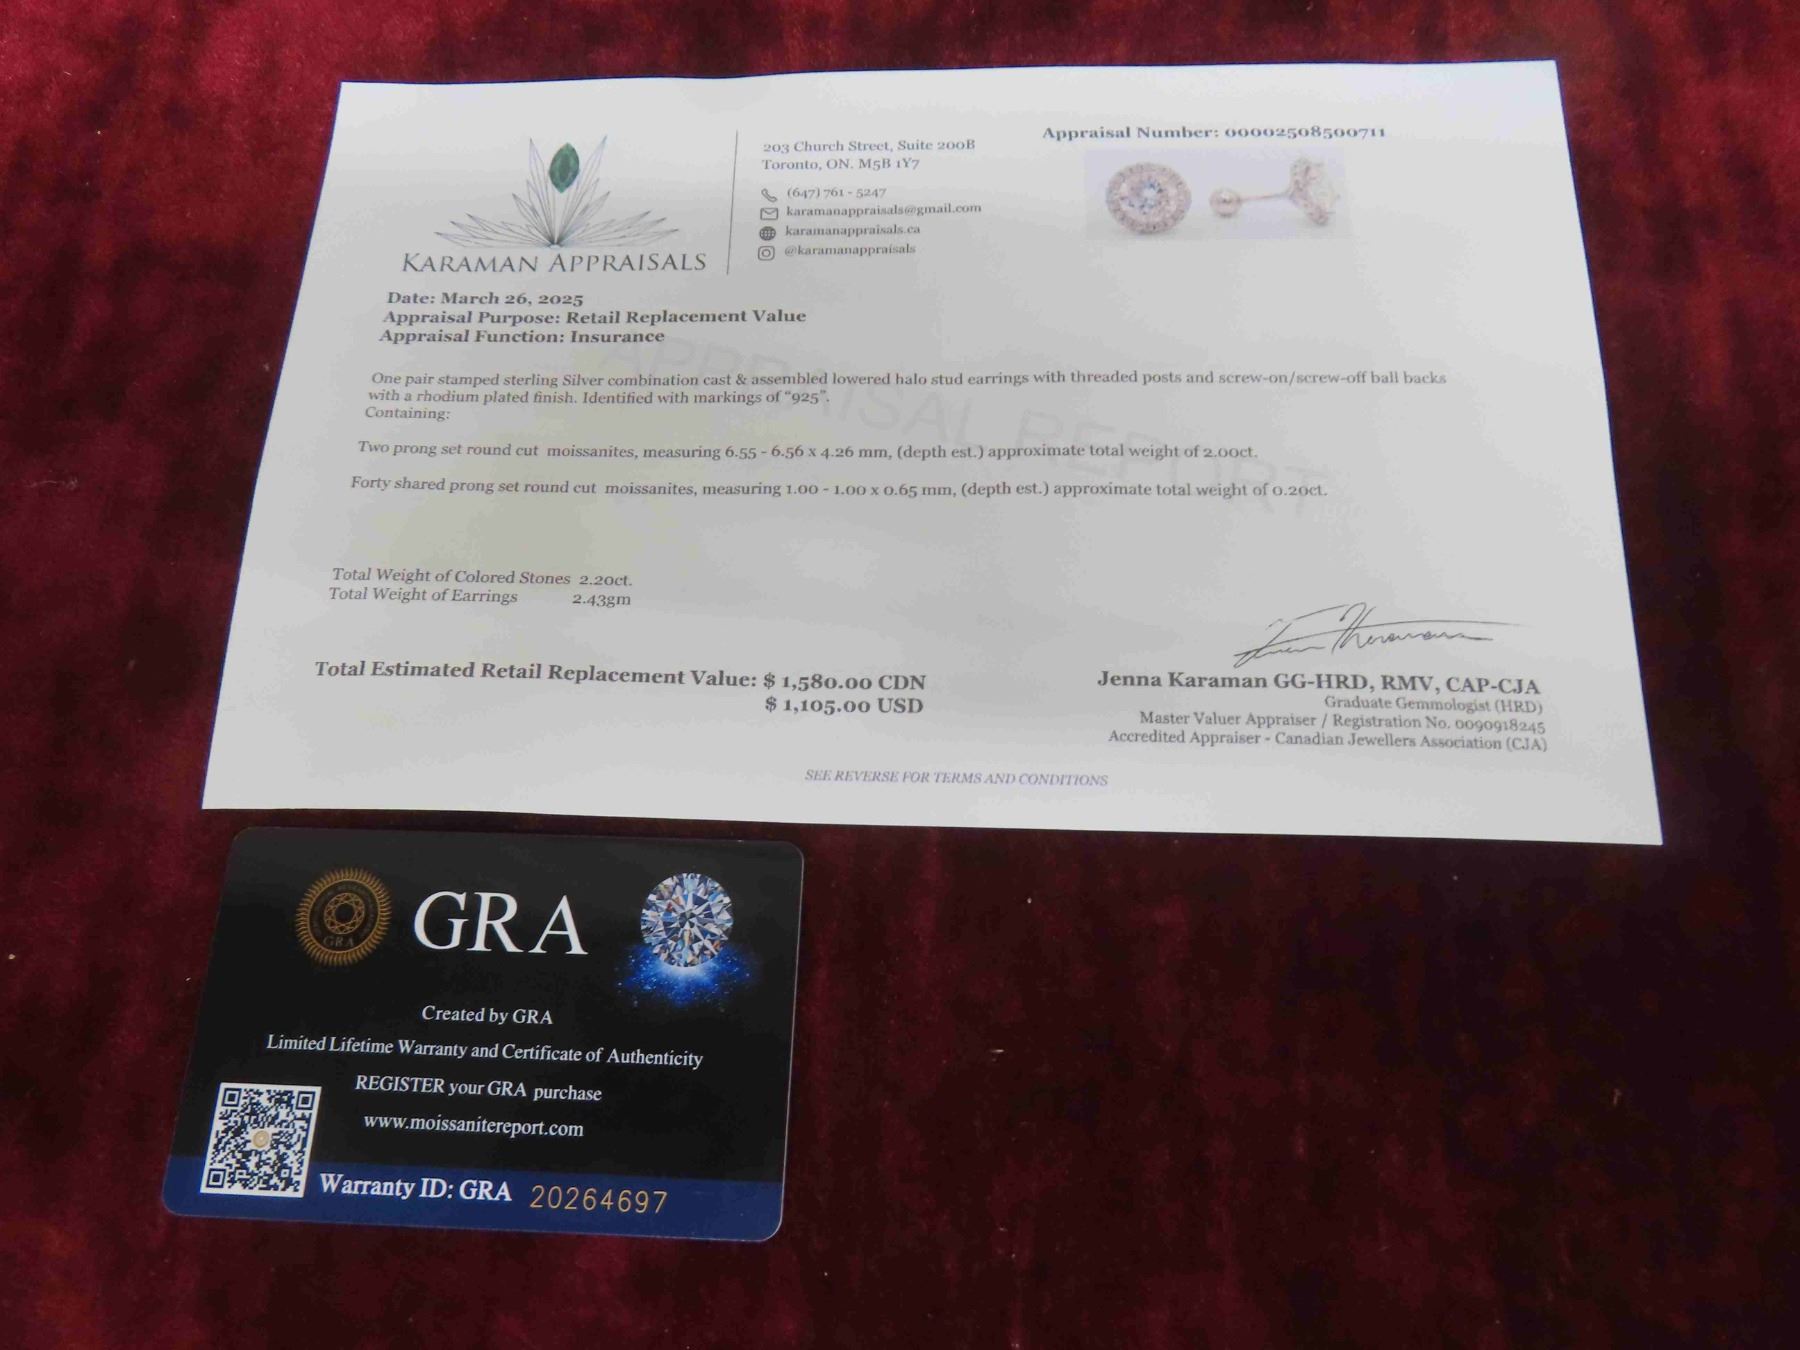 KARAMAN APPRAISALS
203 Church Street, Suite 200B
Toronto, ON. M5B 1Y7
(647) 761 - 5247
karamanappraisals@gmail.com
karamanappraisals.ca
@karamanappraisals
Appraisal Number: 00002508500711
Date: March 26, 2025
Appraisal Purpose: Retail Replacement Value
Appraisal Function: Insurance
APPRAISAL REPORT
One pair stamped sterling Silver combination cast & assembled lowered halo stud earrings with threaded posts and screw-on/screw-off ball backs
with a rhodium plated finish. Identified with markings of “925”.
Containing:
Two prong set round cut moissanites, measuring 6.55 - 6.56 x 4.26 mm, (depth est.) approximate total weight of 2.00ct.
Forty shared prong set round cut moissanites, measuring 1.00 - 1.00 x 0.65 mm, (depth est.) approximate total weight of 0.20ct.
Total Weight of Colored Stones 2.20ct.
Total Weight of Earrings 2.43gm
Total Estimated Retail Replacement Value: $ 1,580.00 CDN
$ 1,105.00 USD
Jenna Karaman GG-HRD, RMV, CAP-CJA
Graduate Gemmologist (HRD)
Master Valuer Appraiser / Registration No. 0090918245
Accredited Appraiser - Canadian Jewellers Association (CJA)
SEE REVERSE FOR TERMS AND CONDITIONS
GRA
GRA
Created by GRA
Limited Lifetime Warranty and Certificate of Authenticity
REGISTER your GRA purchase
www.moissanitereport.com
Warranty ID: GRA 20264697